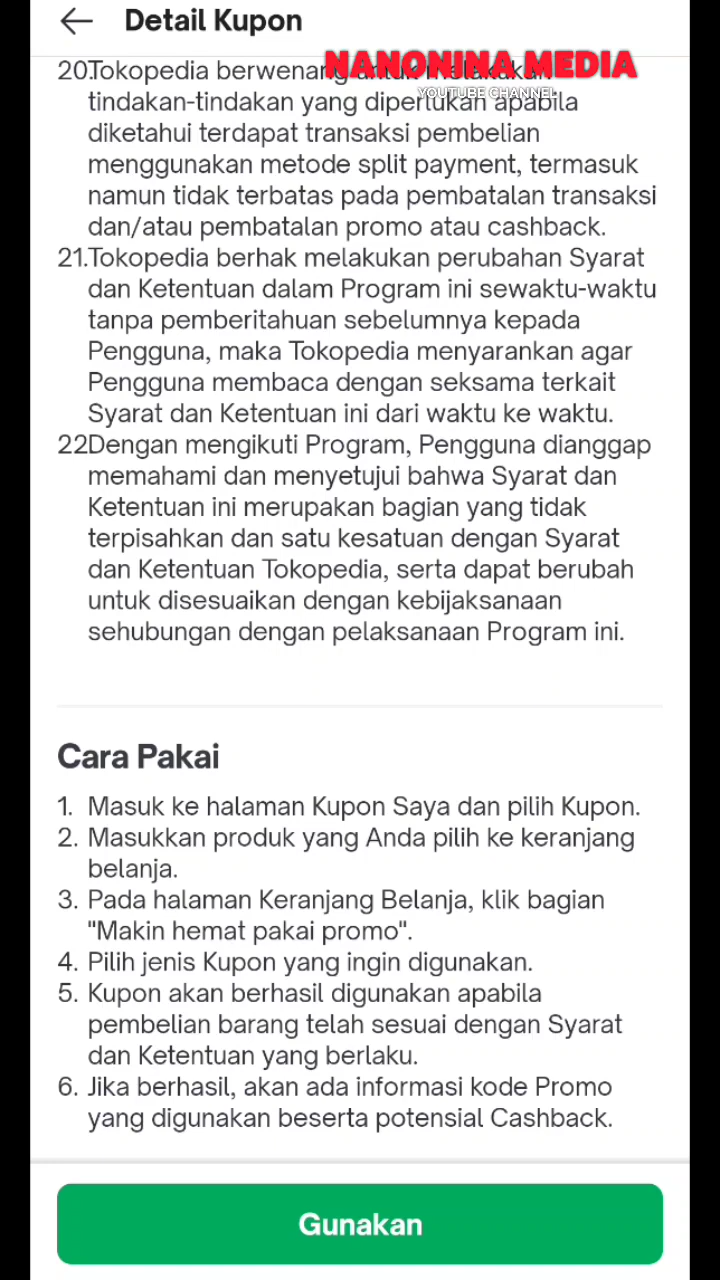 Detail Kupon
NANONINA MEDIA
YOUTUBE CHANNEL
20.Tokopedia berwenang untuk melakukan
tindakan-tindakan yang diperlukan apabila
diketahui terdapat transaksi pembelian
menggunakan metode split payment, termasuk
namun tidak terbatas pada pembatalan transaksi
dan/atau pembatalan promo atau cashback.
21.Tokopedia berhak melakukan perubahan Syarat
dan Ketentuan dalam Program ini sewaktu-waktu
tanpa pemberitahuan sebelumnya kepada
Pengguna, maka Tokopedia menyarankan agar
Pengguna membaca dengan seksama terkait
Syarat dan Ketentuan ini dari waktu ke waktu.
22Dengan mengikuti Program, Pengguna dianggap
memahami dan menyetujui bahwa Syarat dan
Ketentuan ini merupakan bagian yang tidak
terpisahkan dan satu kesatuan dengan Syarat
dan Ketentuan Tokopedia, serta dapat berubah
untuk disesuaikan dengan kebijaksanaan
sehubungan dengan pelaksanaan Program ini.
Cara Pakai
1. Masuk ke halaman Kupon Saya dan pilih Kupon.
2. Masukkan produk yang Anda pilih ke keranjang
belanja.
3. Pada halaman Keranjang Belanja, klik bagian
"Makin hemat pakai promo".
4. Pilih jenis Kupon yang ingin digunakan.
5. Kupon akan berhasil digunakan apabila
pembelian barang telah sesuai dengan Syarat
dan Ketentuan yang berlaku.
6. Jika berhasil, akan ada informasi kode Promo
yang digunakan beserta potensial Cashback.
Gunakan